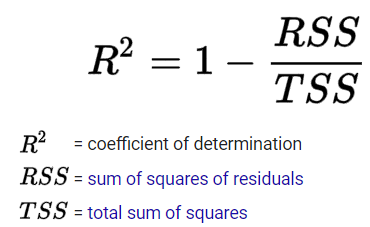 R² = 1 − RSS/TSS
R² = coefficient of determination
RSS = sum of squares of residuals
TSS = total sum of squares